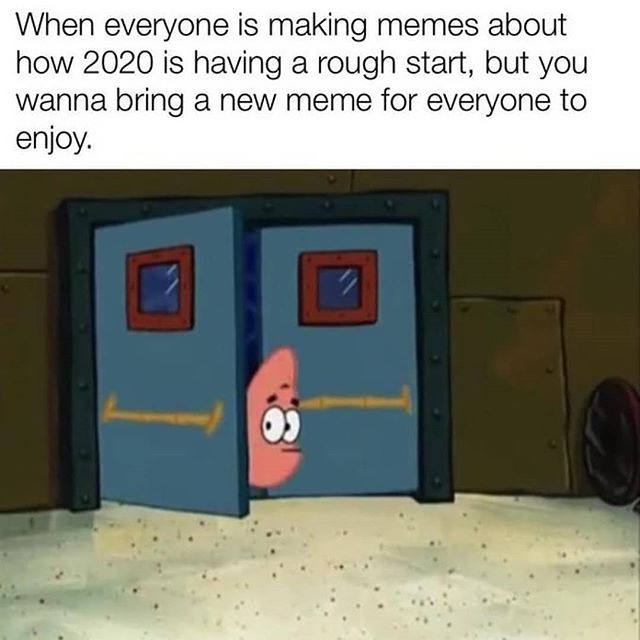 When everyone is making memes about
how 2020 is having a rough start, but you
wanna bring a new meme for everyone to
enjoy.